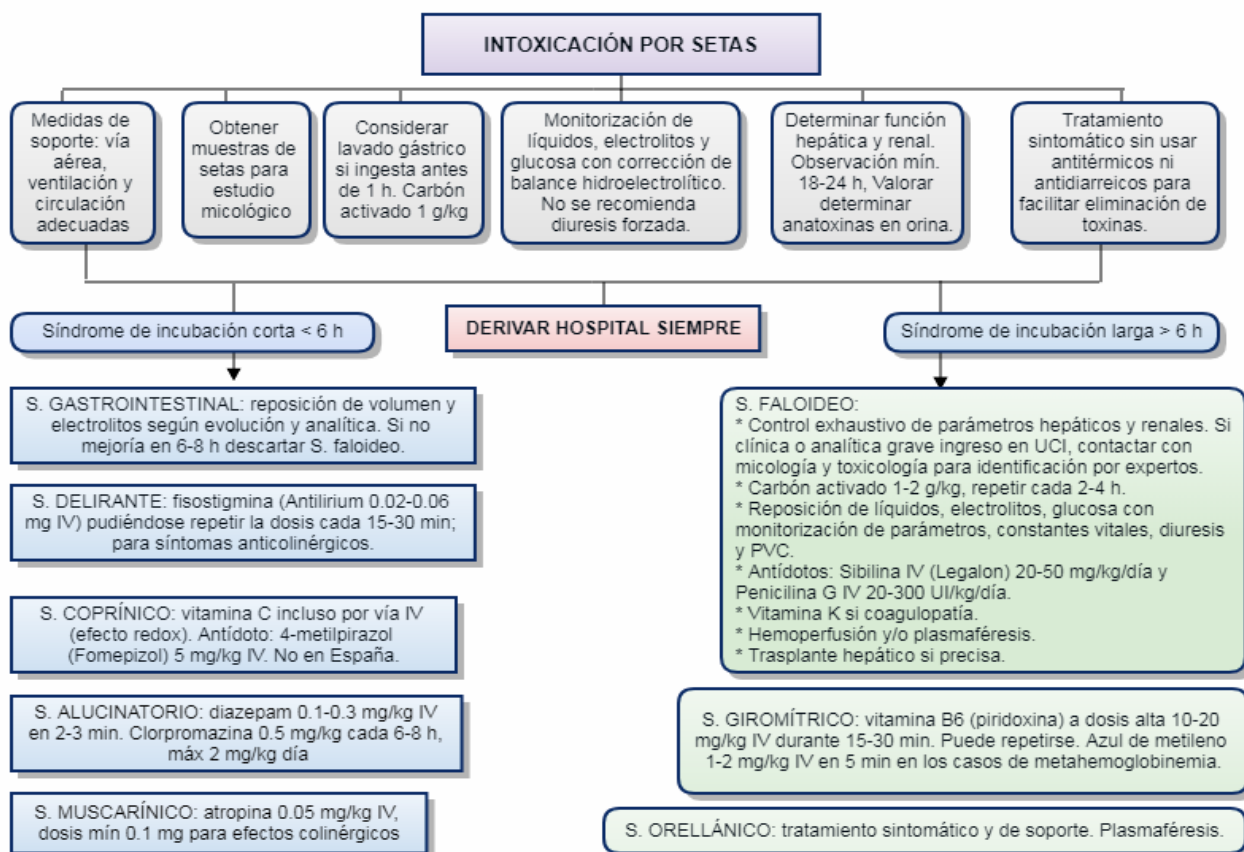 INTOXICACIÓN POR SETAS
Medidas de
soporte: vía
aérea,
ventilación y
circulación
adecuadas
Obtener
muestras de
setas para
estudio
micológico
Considerar
lavado gástrico
si ingesta antes
de 1 h. Carbón
activado 1 g/kg
Monitorización de
líquidos, electrolitos y
glucosa con corrección de
balance hidroelectrolítico.
No se recomienda
diuresis forzada.
Determinar función
hepática y renal.
Observación mín.
18-24 h, Valorar
determinar
anatoxinas en orina.
Tratamiento
sintomático sin usar
antitérmicos ni
antidiarreicos para
facilitar eliminación de
toxinas.
Síndrome de incubación corta < 6 h
DERIVAR HOSPITAL SIEMPRE
Síndrome de incubación larga > 6 h
S. GASTROINTESTINAL: reposición de volumen y
electrolitos según evolución y analítica. Si no
mejoría en 6-8 h descartar S. faloideo.
S. DELIRANTE: fisostigmina (Antilirium 0.02-0.06
mg IV) pudiéndose repetir la dosis cada 15-30 min;
para síntomas anticolinérgicos.
S. COPRÍNICO: vitamina C incluso por vía IV
(efecto redox). Antídoto: 4-metilpirazol
(Fomepizol) 5 mg/kg IV. No en España.
S. ALUCINATORIO: diazepam 0.1-0.3 mg/kg IV
en 2-3 min. Clorpromazina 0.5 mg/kg cada 6-8 h,
máx 2 mg/kg día
S. MUSCARÍNICO: atropina 0.05 mg/kg IV,
dosis mín 0.1 mg para efectos colinérgicos
S. FALOIDEO:
* Control exhaustivo de parámetros hepáticos y renales. Si
clínica o analítica grave ingreso en UCI, contactar con
micología y toxicología para identificación por expertos.
* Carbón activado 1-2 g/kg, repetir cada 2-4 h.
* Reposición de líquidos, electrolitos, glucosa con
monitorización de parámetros, constantes vitales, diuresis
y PVC.
* Antídotos: Sibilina IV (Legalon) 20-50 mg/kg/día y
Penicilina G IV 20-300 UI/kg/día.
* Vitamina K si coagulopatía.
* Hemoperfusión y/o plasmaféresis.
* Trasplante hepático si precisa.
S. GIROMÍTRICO: vitamina B6 (piridoxina) a dosis alta 10-20
mg/kg IV durante 15-30 min. Puede repetirse. Azul de metileno
1-2 mg/kg IV en 5 min en los casos de metahemoglobinemia.
S. ORELLÁNICO: tratamiento sintomático y de soporte. Plasmaféresis.